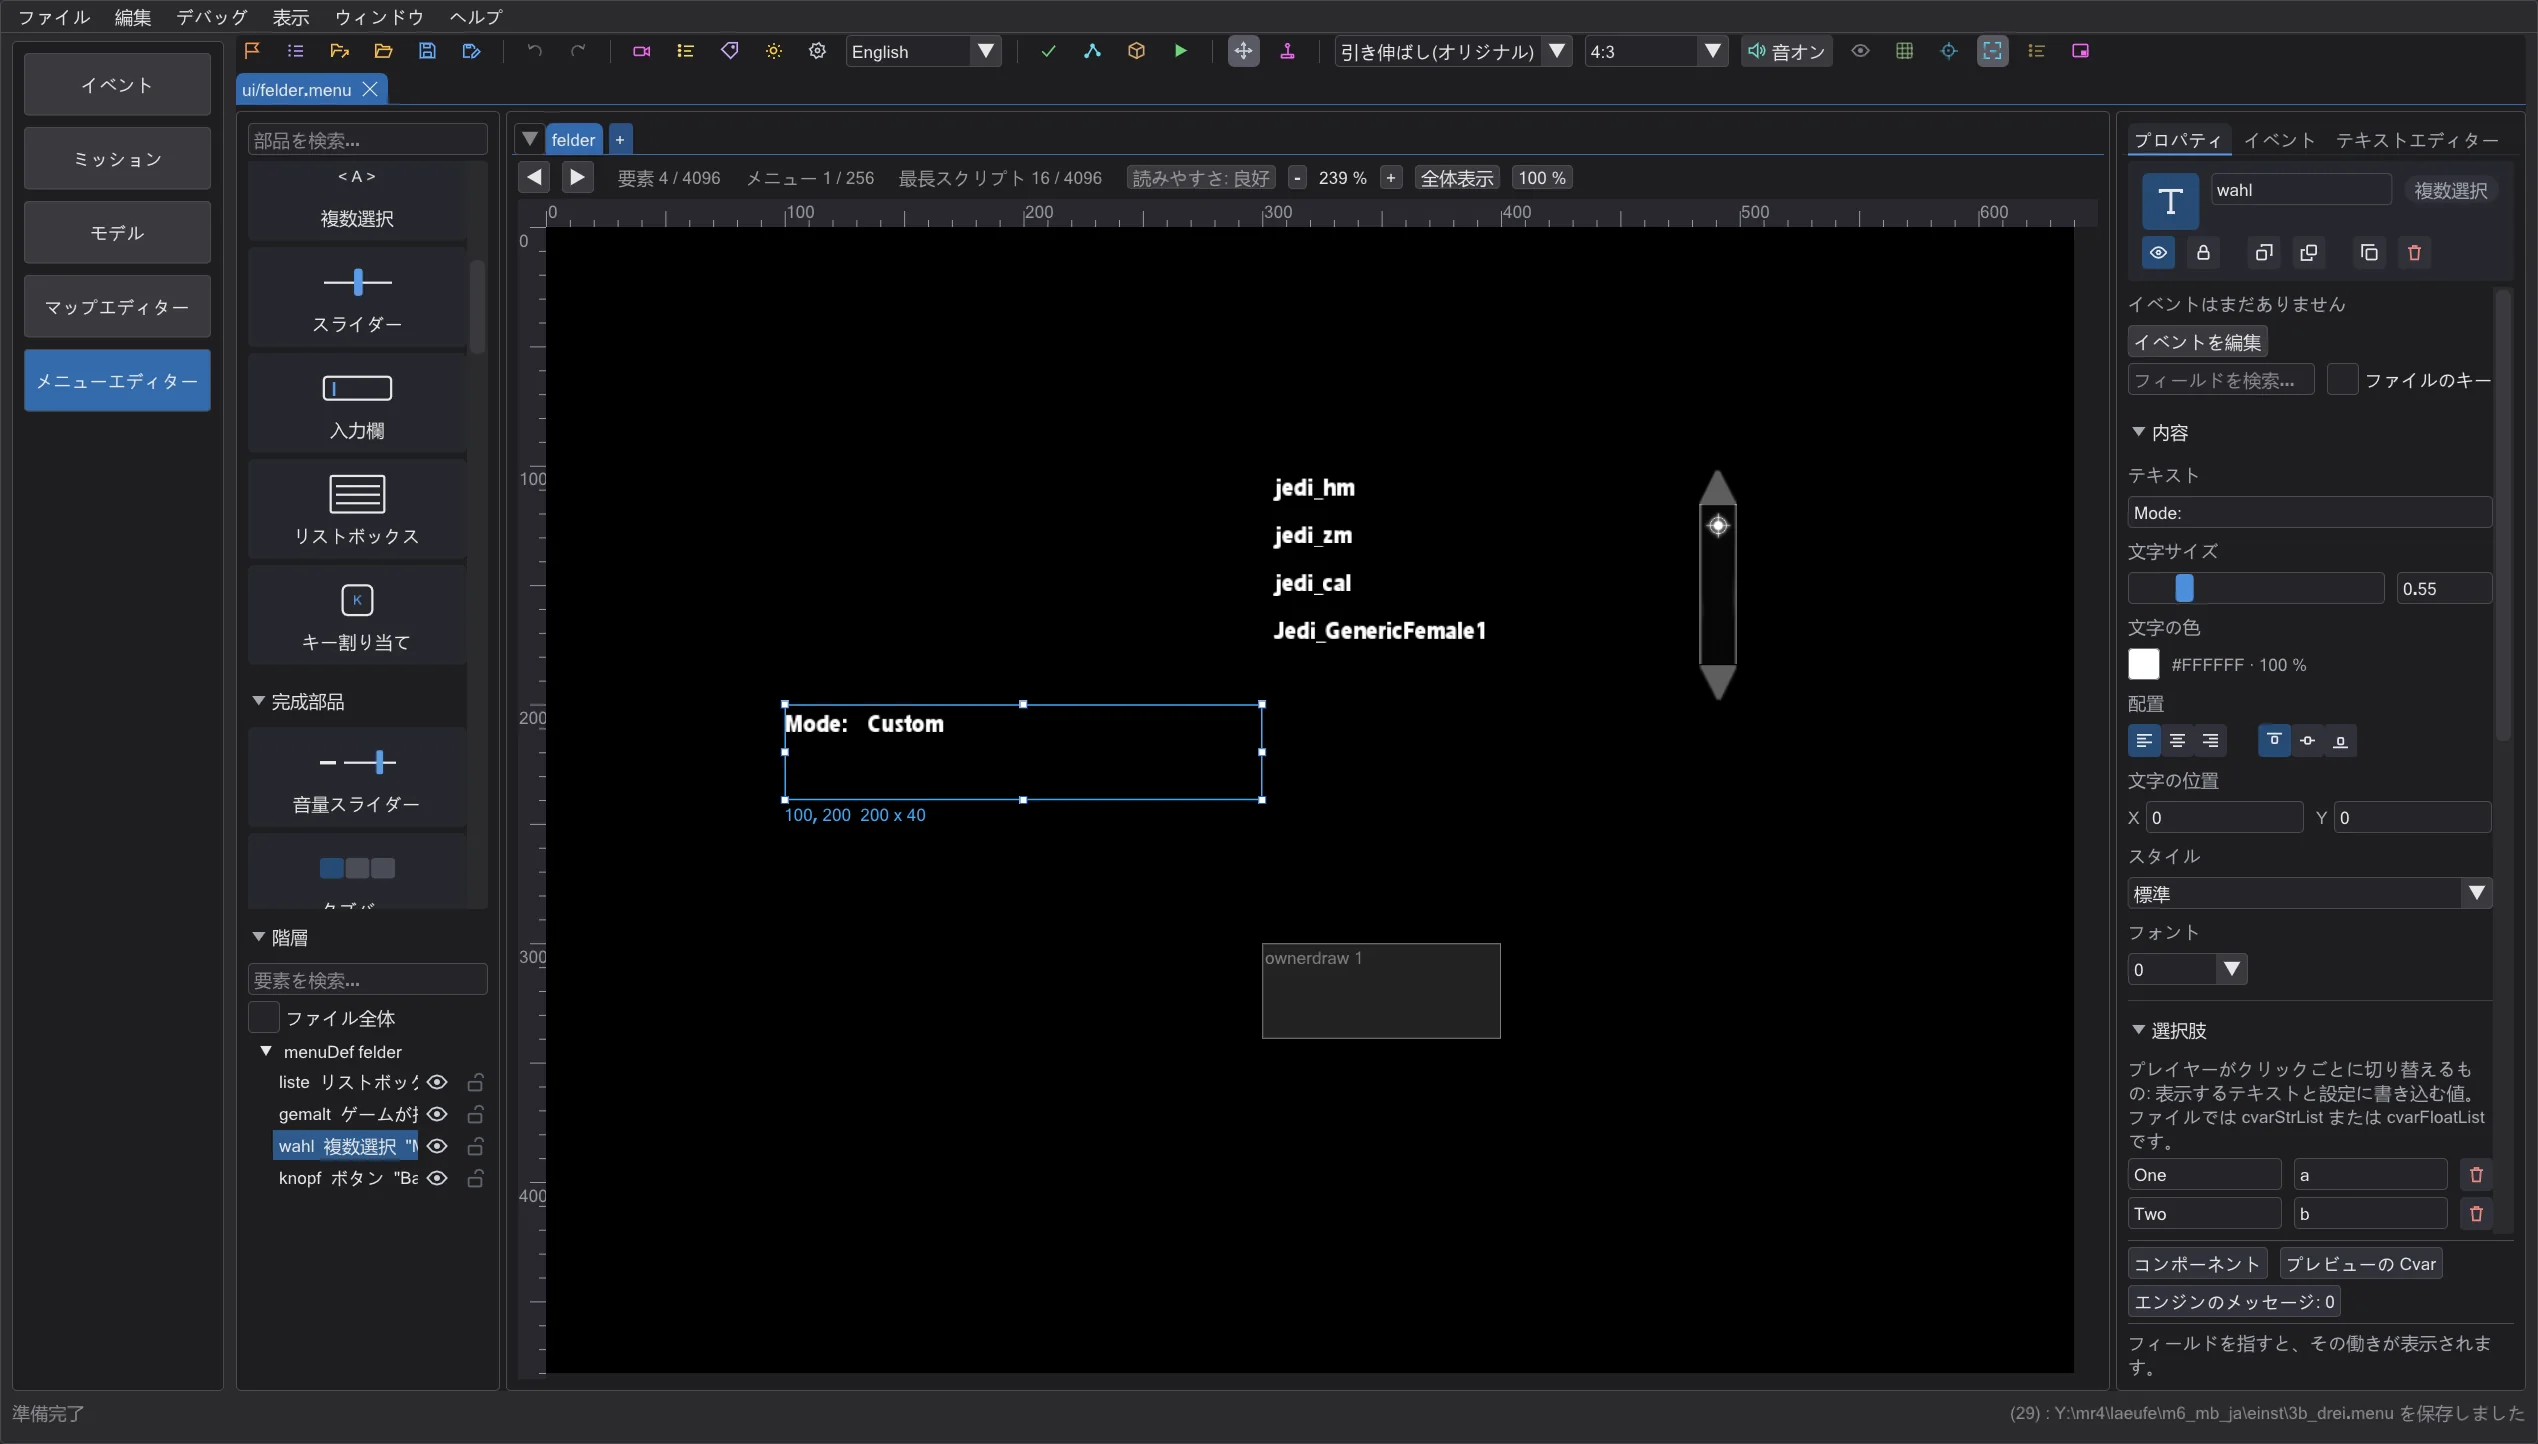 ファイル 編集 デバッグ 表示 ウィンドウ ヘルプ
English 引き伸ばし(オリジナル) 4:3 音オン
イベント
ミッション
モデル
マップエディター
メニューエディター
ui/felder.menu
部品を検索...
< A >
複数選択
スライダー
入力欄
リストボックス
K
キー割り当て
完成部品
音量スライダー
階層
要素を検索...
ファイル全体
menuDef felder
liste リストボック
gemalt ゲームが
wahl 複数選択 "M
knopf ボタン "Ba
felder +
要素 4 / 4096 メニュー 1 / 256 最長スクリプト 16 / 4096 読みやすさ: 良好 - 239 % + 全体表示 100 %
0 100 200 300 400 500 600
0
100
200
300
400
jedi_hm
jedi_zm
jedi_cal
Jedi_GenericFemale1
Mode: Custom
100, 200 200 x 40
ownerdraw 1
プロパティ イベント テキストエディター
T wahl 複数選択
イベントはまだありません
イベントを編集
フィールドを検索... ファイルのキー
内容
テキスト
Mode:
文字サイズ
0.55
文字の色
#FFFFFF · 100 %
配置
文字の位置
X 0 Y 0
スタイル
標準
フォント
0
選択肢
プレイヤーがクリックごとに切り替えるも
の: 表示するテキストと設定に書き込む値。
ファイルでは cvarStrList または cvarFloatList
です。
One a
Two b
コンポーネント プレビューの Cvar
エンジンのメッセージ: 0
フィールドを指すと、その働きが表示されま
す。
準備完了
(29) : Y:\mr4\laeufe\m6_mb_ja\einst\3b_drei.menu を保存しました